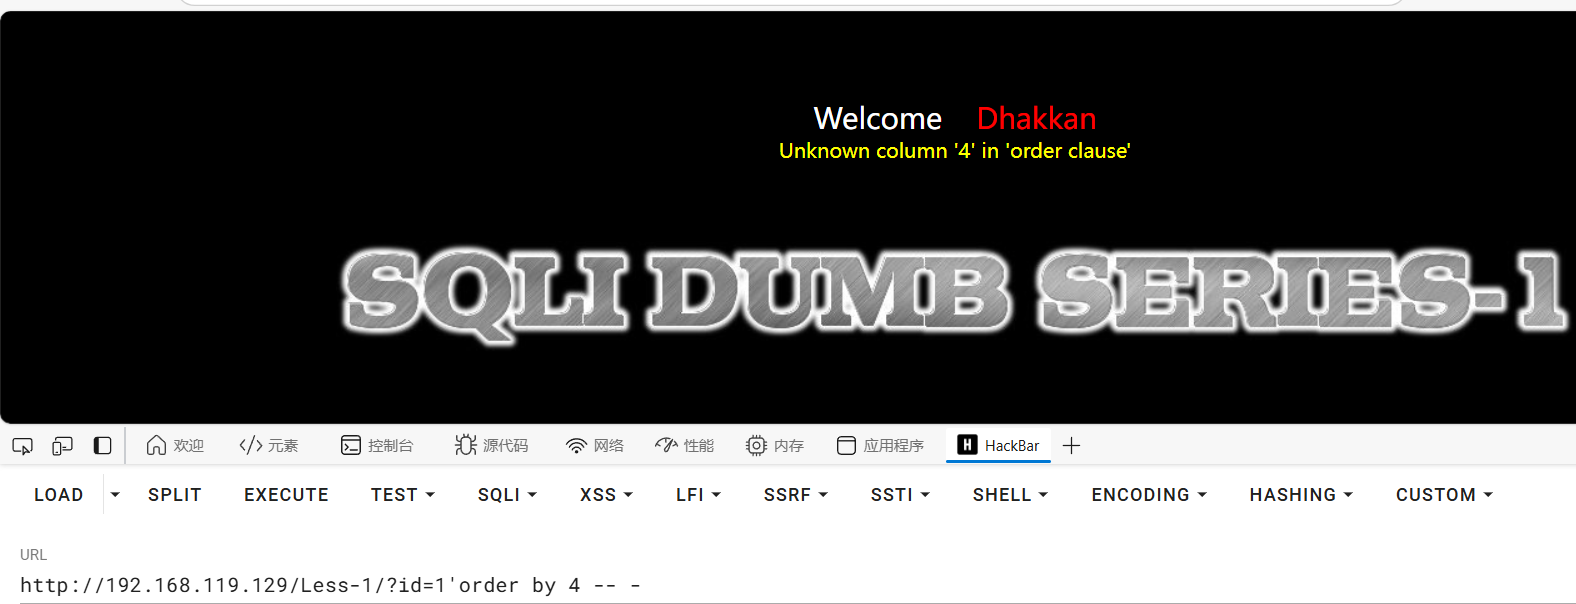 Welcome Dhakkan
Unknown column '4' in 'order clause'
SQLI DUMB SERIES-1
欢迎 元素 控制台 源代码 网络 性能 内存 应用程序 H HackBar
LOAD SPLIT EXECUTE TEST SQLI XSS LFI SSRF SSTI SHELL ENCODING HASHING CUSTOM
URL
http://192.168.119.129/Less-1/?id=1'order by 4 -- -